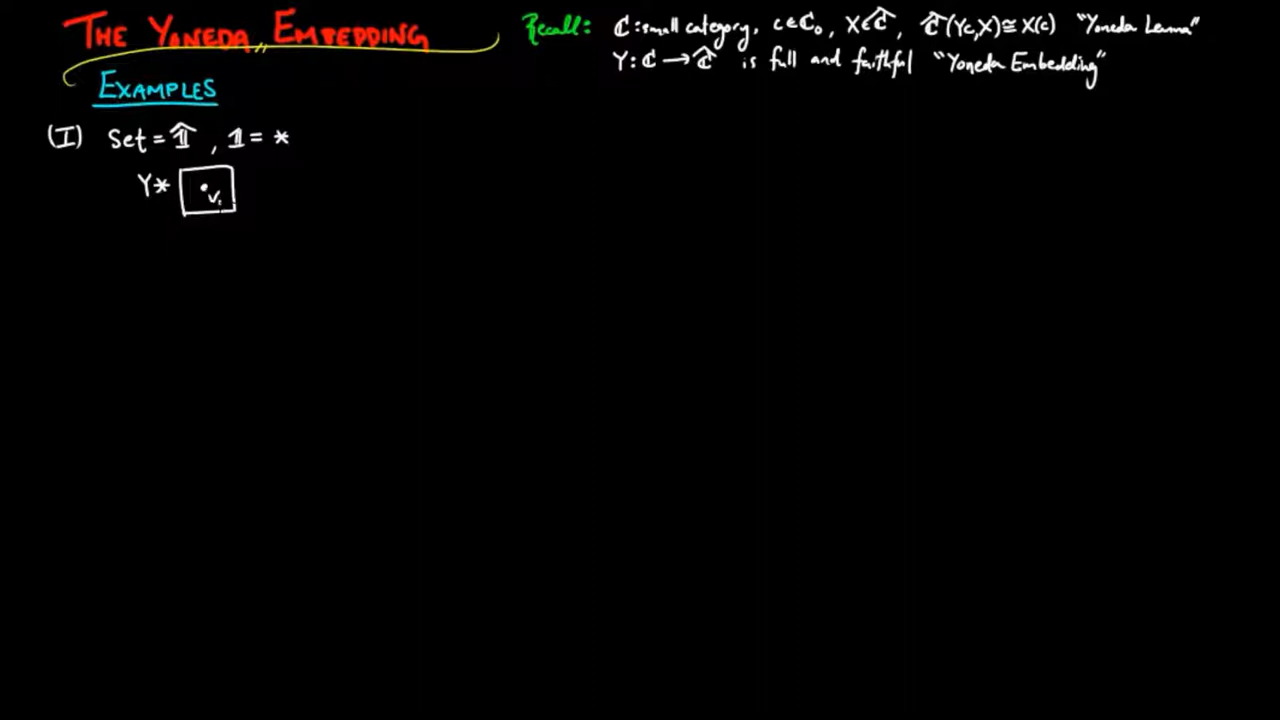 THE YONEDA EMBEDDING
Recall: ℂ: small category, c∈ℂ₀, X∈ℂ̂, ℂ̂(Yc,X)≅X(c) "Yoneda Lemma"
Y: ℂ → ℂ̂ is full and faithful "Yoneda Embedding"
EXAMPLES
(I) Set = 𝟙̂ , 𝟙 = *
Y* • V₁